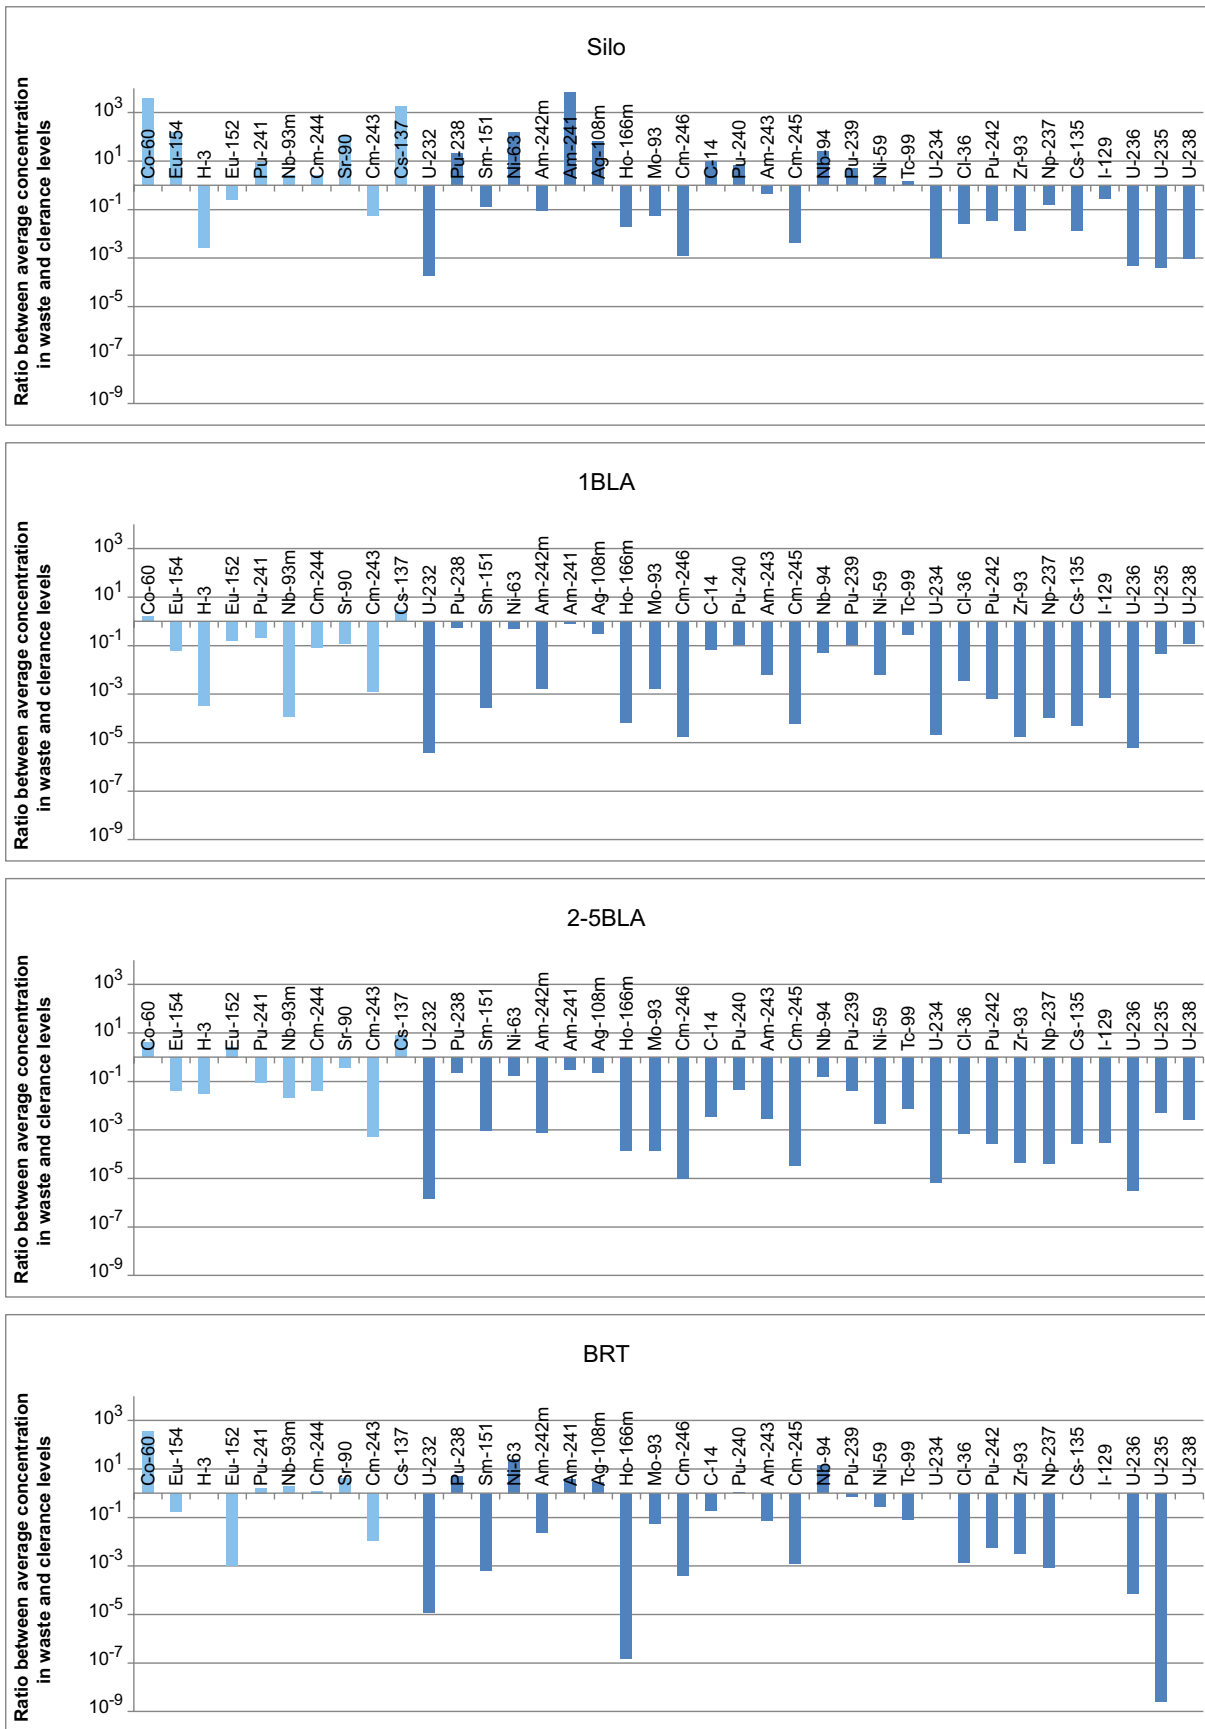 Silo
Ratio between average concentration
in waste and clerance levels
10³
10¹
10⁻¹
10⁻³
10⁻⁵
10⁻⁷
10⁻⁹
Co-60
Eu-154
H-3
Eu-152
Pu-241
Nb-93m
Cm-244
Sr-90
Cm-243
Cs-137
U-232
Pu-238
Sm-151
Ni-63
Am-242m
Am-241
Ag-108m
Ho-166m
Mo-93
Cm-246
C-14
Pu-240
Am-243
Cm-245
Nb-94
Pu-239
Ni-59
Tc-99
U-234
Cl-36
Pu-242
Zr-93
Np-237
Cs-135
I-129
U-236
U-235
U-238
1BLA
Ratio between average concentration
in waste and clerance levels
10³
10¹
10⁻¹
10⁻³
10⁻⁵
10⁻⁷
10⁻⁹
Co-60
Eu-154
H-3
Eu-152
Pu-241
Nb-93m
Cm-244
Sr-90
Cm-243
Cs-137
U-232
Pu-238
Sm-151
Ni-63
Am-242m
Am-241
Ag-108m
Ho-166m
Mo-93
Cm-246
C-14
Pu-240
Am-243
Cm-245
Nb-94
Pu-239
Ni-59
Tc-99
U-234
Cl-36
Pu-242
Zr-93
Np-237
Cs-135
I-129
U-236
U-235
U-238
2-5BLA
Ratio between average concentration
in waste and clerance levels
10³
10¹
10⁻¹
10⁻³
10⁻⁵
10⁻⁷
10⁻⁹
Co-60
Eu-154
H-3
Eu-152
Pu-241
Nb-93m
Cm-244
Sr-90
Cm-243
Cs-137
U-232
Pu-238
Sm-151
Ni-63
Am-242m
Am-241
Ag-108m
Ho-166m
Mo-93
Cm-246
C-14
Pu-240
Am-243
Cm-245
Nb-94
Pu-239
Ni-59
Tc-99
U-234
Cl-36
Pu-242
Zr-93
Np-237
Cs-135
I-129
U-236
U-235
U-238
BRT
Ratio between average concentration
in waste and clerance levels
10³
10¹
10⁻¹
10⁻³
10⁻⁵
10⁻⁷
10⁻⁹
Co-60
Eu-154
H-3
Eu-152
Pu-241
Nb-93m
Cm-244
Sr-90
Cm-243
Cs-137
U-232
Pu-238
Sm-151
Ni-63
Am-242m
Am-241
Ag-108m
Ho-166m
Mo-93
Cm-246
C-14
Pu-240
Am-243
Cm-245
Nb-94
Pu-239
Ni-59
Tc-99
U-234
Cl-36
Pu-242
Zr-93
Np-237
Cs-135
I-129
U-236
U-235
U-238